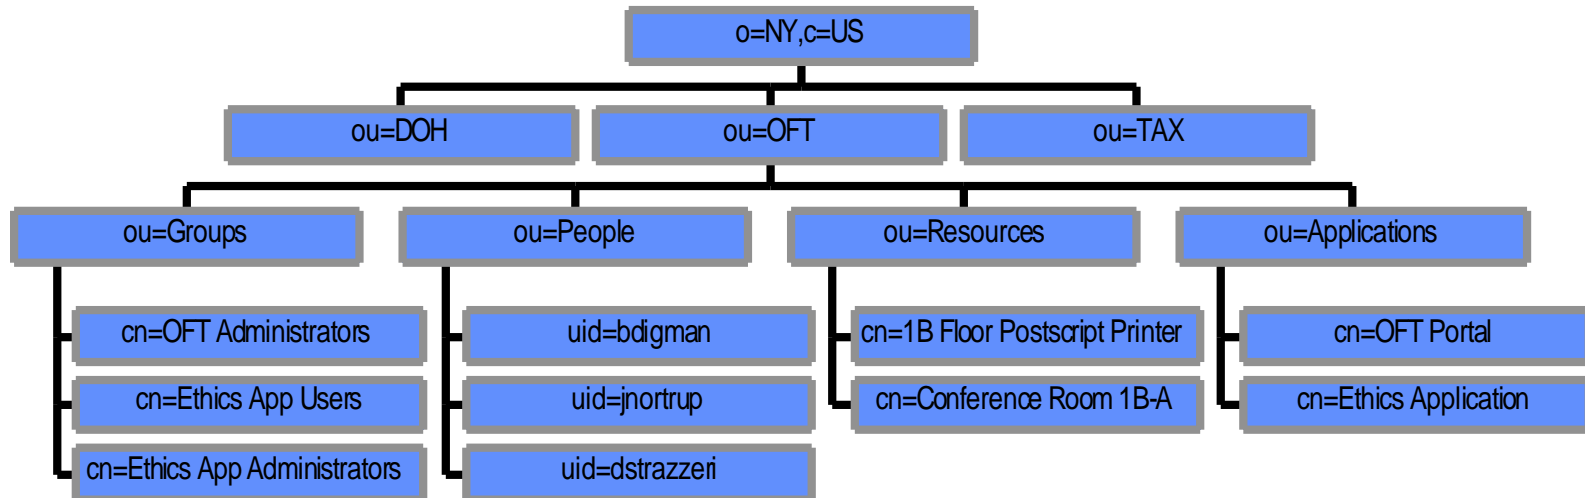 o=NY,c=US
ou=DOH
ou=OFT
ou=TAX
ou=Groups
ou=People
ou=Resources
ou=Applications
cn=OFT Administrators
uid=bdigman
cn=1B Floor Postscript Printer
cn=OFT Portal
cn=Ethics App Users
uid=jnortrup
cn=Conference Room 1B-A
cn=Ethics Application
cn=Ethics App Administrators
uid=dstrazzeri